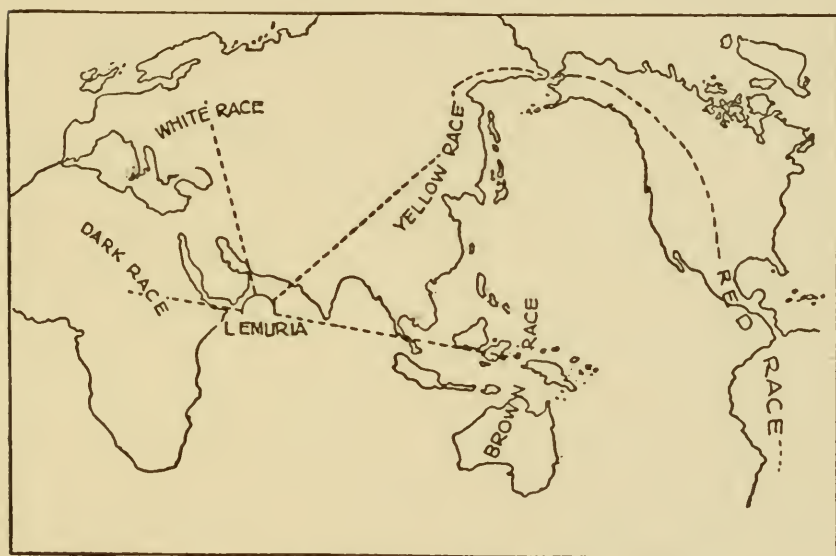 WHITE RACE
YELLOW RACE
DARK RACE
LEMURIA
BROWN RACE
RED RACE